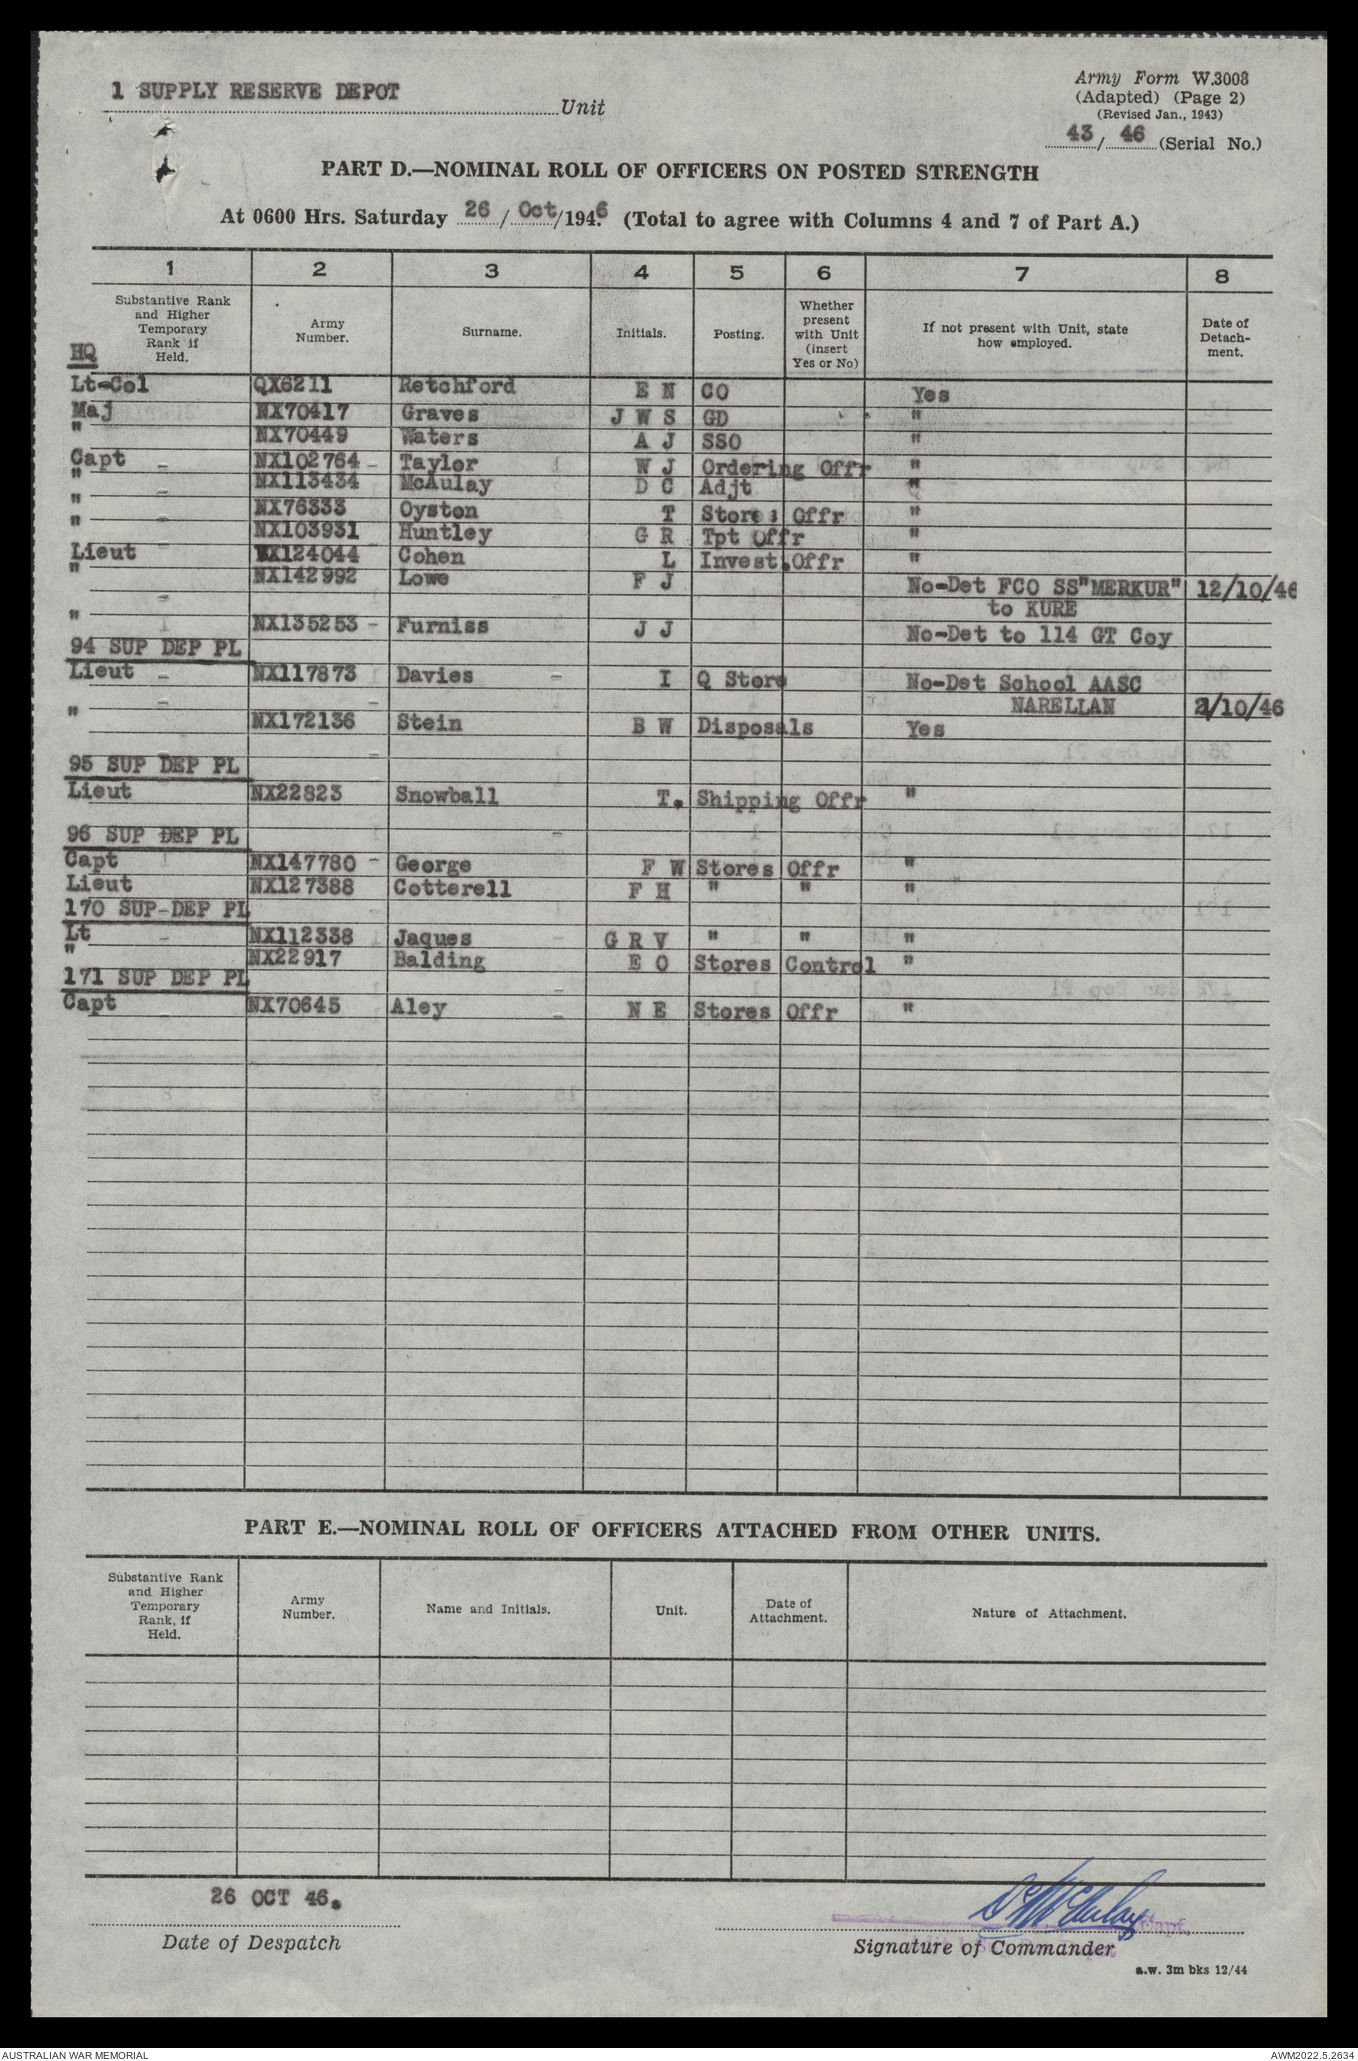 1 SUPPLY RESERVE DEPOT Unit
Army Form W.3008
(Adapted) (Page 2)
(Revised Jan., 1943)
43/46 (Serial No.)
PART D.—NOMINAL ROLL OF OFFICERS ON POSTED STRENGTH
At 0600 Hrs. Saturday 26/Oct/1946 (Total to agree with Columns 4 and 7 of Part A.)
1 2 3 4 5 6 7 8
Substantive Rank and Higher Temporary Rank if Held. Army Number. Surname. Initials. Posting. Whether present with Unit (insert Yes or No) If not present with Unit, state how employed. Date of Detachment.
HQ
Lt-Col QX6211 Retchford E N CO Yes
Maj NX70417 Graves J W S GD "
" NX70449 Waters A J SSO "
Capt - NX102764 - Taylor W J Ordering Offr "
" - NX113434 McAulay D C Adjt "
" - NX76333 Oyston T Stores Offr "
" NX103931 Huntley G R Tpt Offr "
Lieut VX124044 Cohen L Invest.Offr "
" NX142992 Lowe F J No-Det FCO SS"MERKUR" 12/10/46
to KURE
" NX135253 - Furniss J J No-Det to 114 GT Coy
94 SUP DEP PL
Lieut - NX117873 Davies - I Q Store No-Det School AASC
NARELLAN 2/10/46
" NX172136 Stein B W Disposals Yes
95 SUP DEP PL
Lieut NX22823 Snowball T. Shipping Offr "
96 SUP DEP PL
Capt NX147780 - George F W Stores Offr "
Lieut NX127388 Cotterell F H " " "
170 SUP-DEP PL
Lt NX112338 Jaques G R V " " "
" NX22917 Balding E O Stores Control "
171 SUP DEP PL
Capt NX70645 Aley N E Stores Offr "
PART E.—NOMINAL ROLL OF OFFICERS ATTACHED FROM OTHER UNITS.
Substantive Rank and Higher Temporary Rank, if Held. Army Number. Name and Initials. Unit. Date of Attachment. Nature of Attachment.
26 OCT 46.
Date of Despatch
D C McAulay Capt.
Signature of Commander
a.w. 3m bks 12/44
AUSTRALIAN WAR MEMORIAL
AWM2022.5.2634